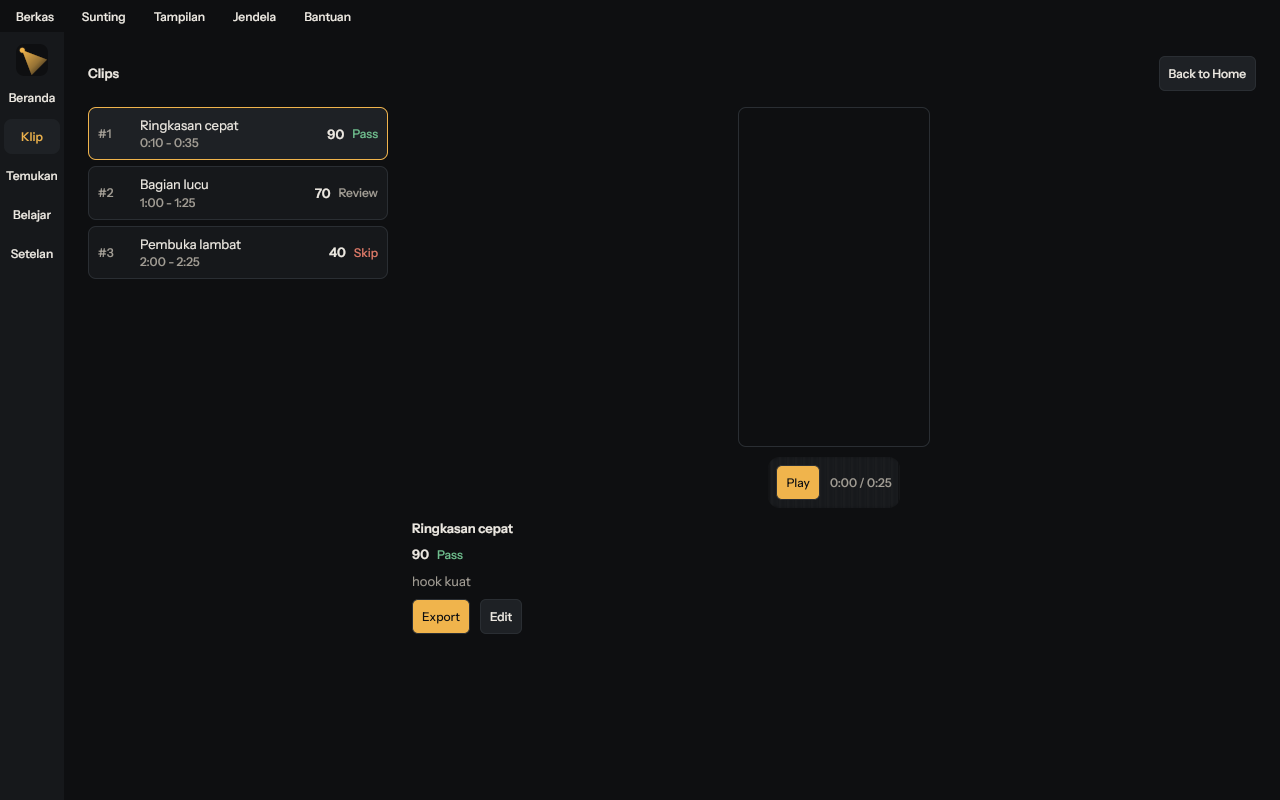 Berkas Sunting Tampilan Jendela Bantuan
Beranda
Klip
Temukan
Belajar
Setelan
Clips
Back to Home
#1 Ringkasan cepat 90 Pass
0:10 - 0:35
#2 Bagian lucu 70 Review
1:00 - 1:25
#3 Pembuka lambat 40 Skip
2:00 - 2:25
Play 0:00 / 0:25
Ringkasan cepat
90 Pass
hook kuat
Export Edit